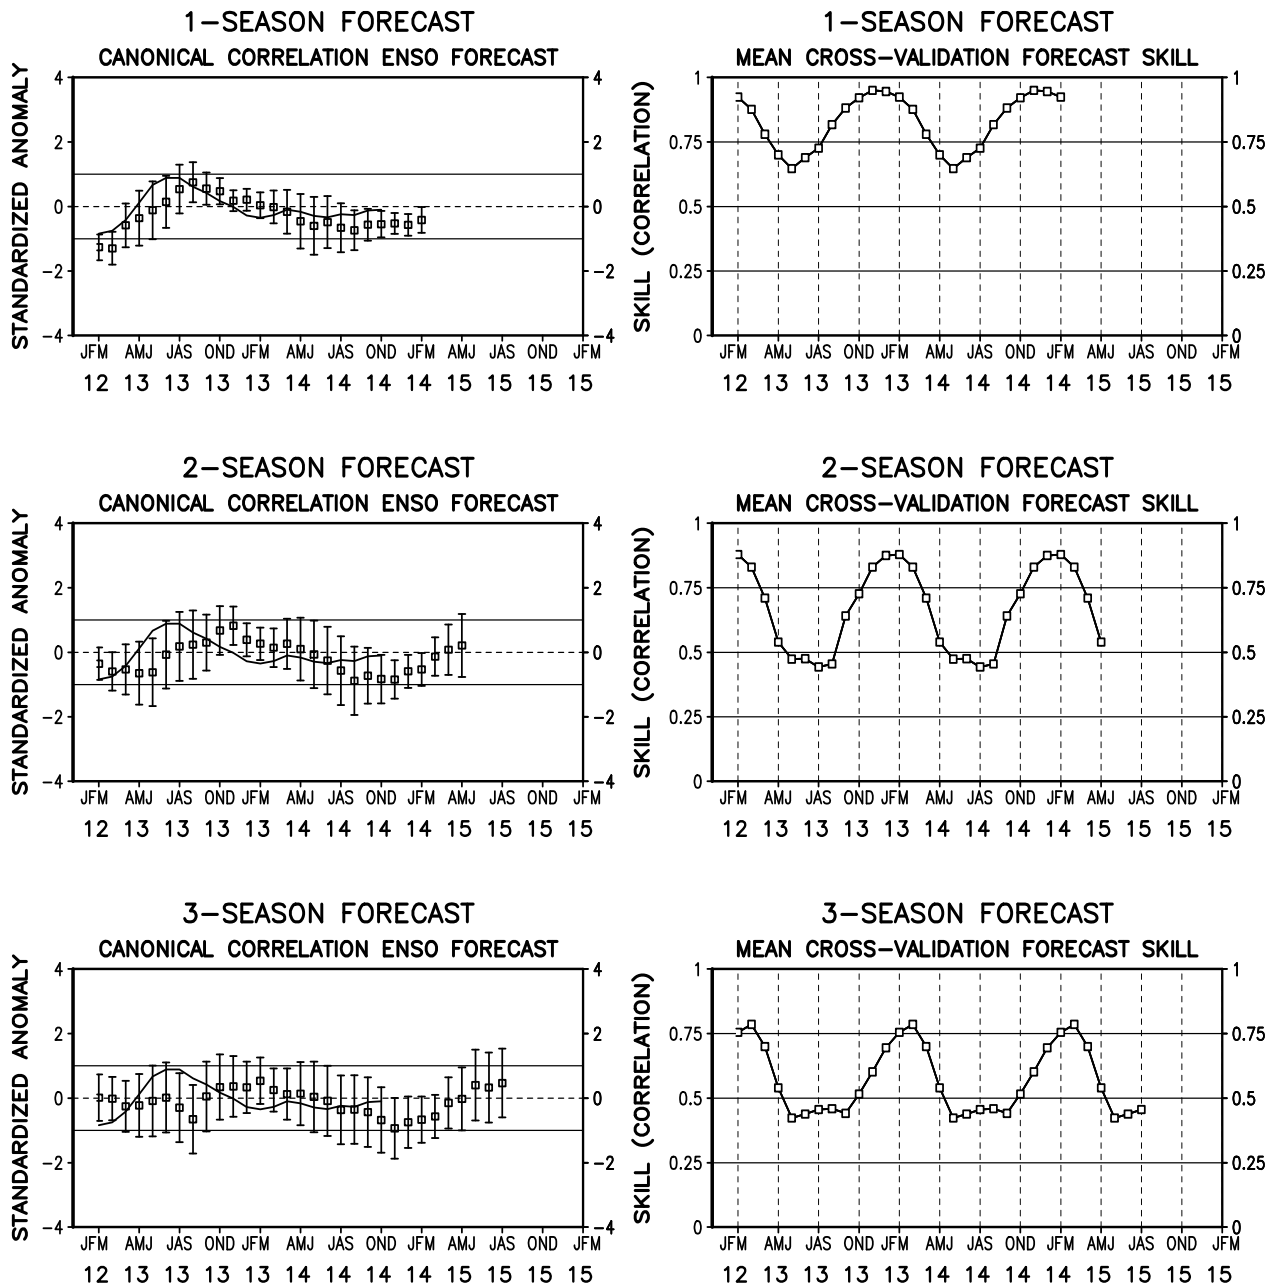 1-SEASON FORECAST
CANONICAL CORRELATION ENSO FORECAST
STANDARDIZED ANOMALY
4 4
2 2
0 0
-2 -2
-4 -4
JFM AMJ JAS OND JFM AMJ JAS OND JFM AMJ JAS OND JFM
12 13 13 13 13 14 14 14 14 15 15 15 15
1-SEASON FORECAST
MEAN CROSS-VALIDATION FORECAST SKILL
SKILL (CORRELATION)
1 1
0.75 0.75
0.5 0.5
0.25 0.25
0 0
JFM AMJ JAS OND JFM AMJ JAS OND JFM AMJ JAS OND JFM
12 13 13 13 13 14 14 14 14 15 15 15 15
2-SEASON FORECAST
CANONICAL CORRELATION ENSO FORECAST
STANDARDIZED ANOMALY
4 4
2 2
0 0
-2 -2
-4 -4
JFM AMJ JAS OND JFM AMJ JAS OND JFM AMJ JAS OND JFM
12 13 13 13 13 14 14 14 14 15 15 15 15
2-SEASON FORECAST
MEAN CROSS-VALIDATION FORECAST SKILL
SKILL (CORRELATION)
1 1
0.75 0.75
0.5 0.5
0.25 0.25
0 0
JFM AMJ JAS OND JFM AMJ JAS OND JFM AMJ JAS OND JFM
12 13 13 13 13 14 14 14 14 15 15 15 15
3-SEASON FORECAST
CANONICAL CORRELATION ENSO FORECAST
STANDARDIZED ANOMALY
4 4
2 2
0 0
-2 -2
-4 -4
JFM AMJ JAS OND JFM AMJ JAS OND JFM AMJ JAS OND JFM
12 13 13 13 13 14 14 14 14 15 15 15 15
3-SEASON FORECAST
MEAN CROSS-VALIDATION FORECAST SKILL
SKILL (CORRELATION)
1 1
0.75 0.75
0.5 0.5
0.25 0.25
0 0
JFM AMJ JAS OND JFM AMJ JAS OND JFM AMJ JAS OND JFM
12 13 13 13 13 14 14 14 14 15 15 15 15